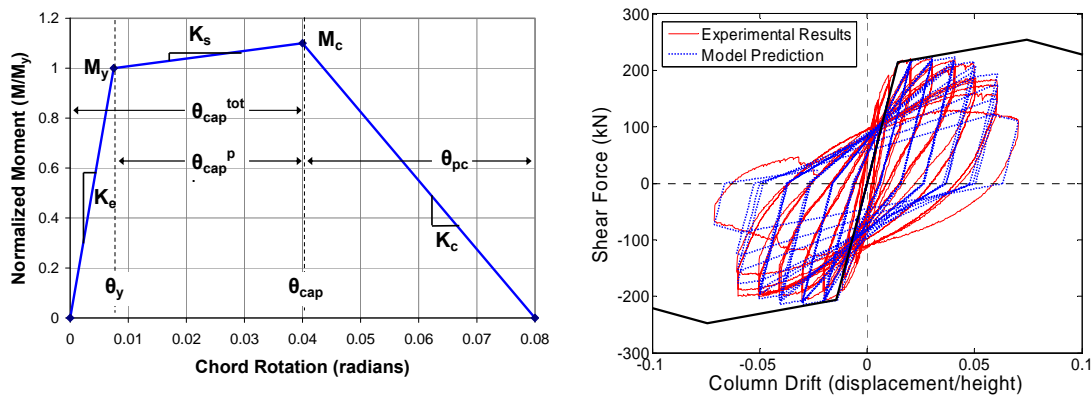 Normalized Moment (M/My)
1.2
1
0.8
0.6
0.4
0.2
0
Ks
My
Mc
θcap^tot
θcap^p
.
θpc
Ke
Kc
θy
θcap
0 0.01 0.02 0.03 0.04 0.05 0.06 0.07 0.08
Chord Rotation (radians)
Shear Force (kN)
300
200
100
0
-100
-200
-300
Experimental Results
Model Prediction
-0.1 -0.05 0 0.05 0.1
Column Drift (displacement/height)